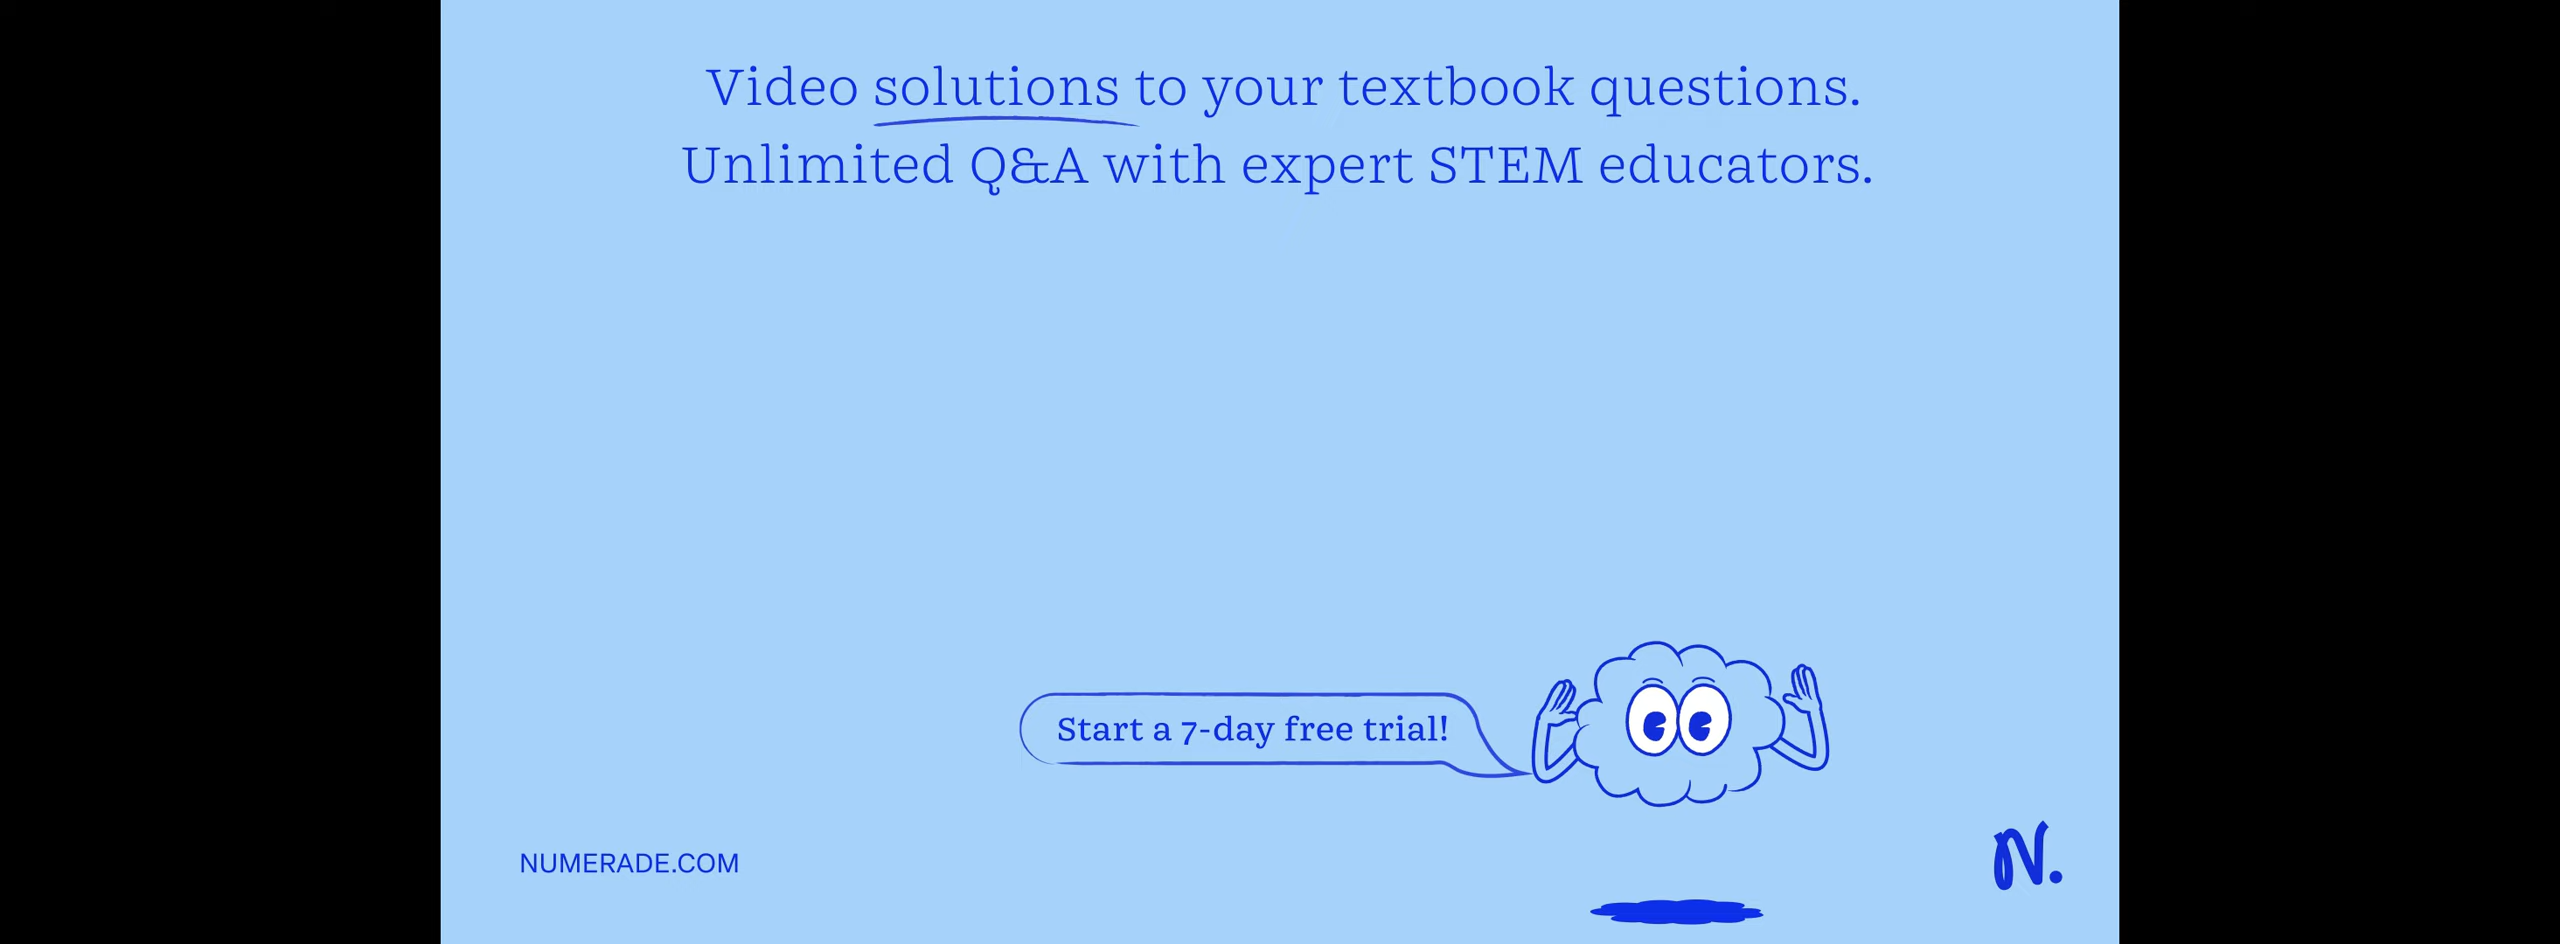 Video solutions to your textbook questions.
Unlimited Q&A with expert STEM educators.
Start a 7-day free trial!
NUMERADE.COM
N.